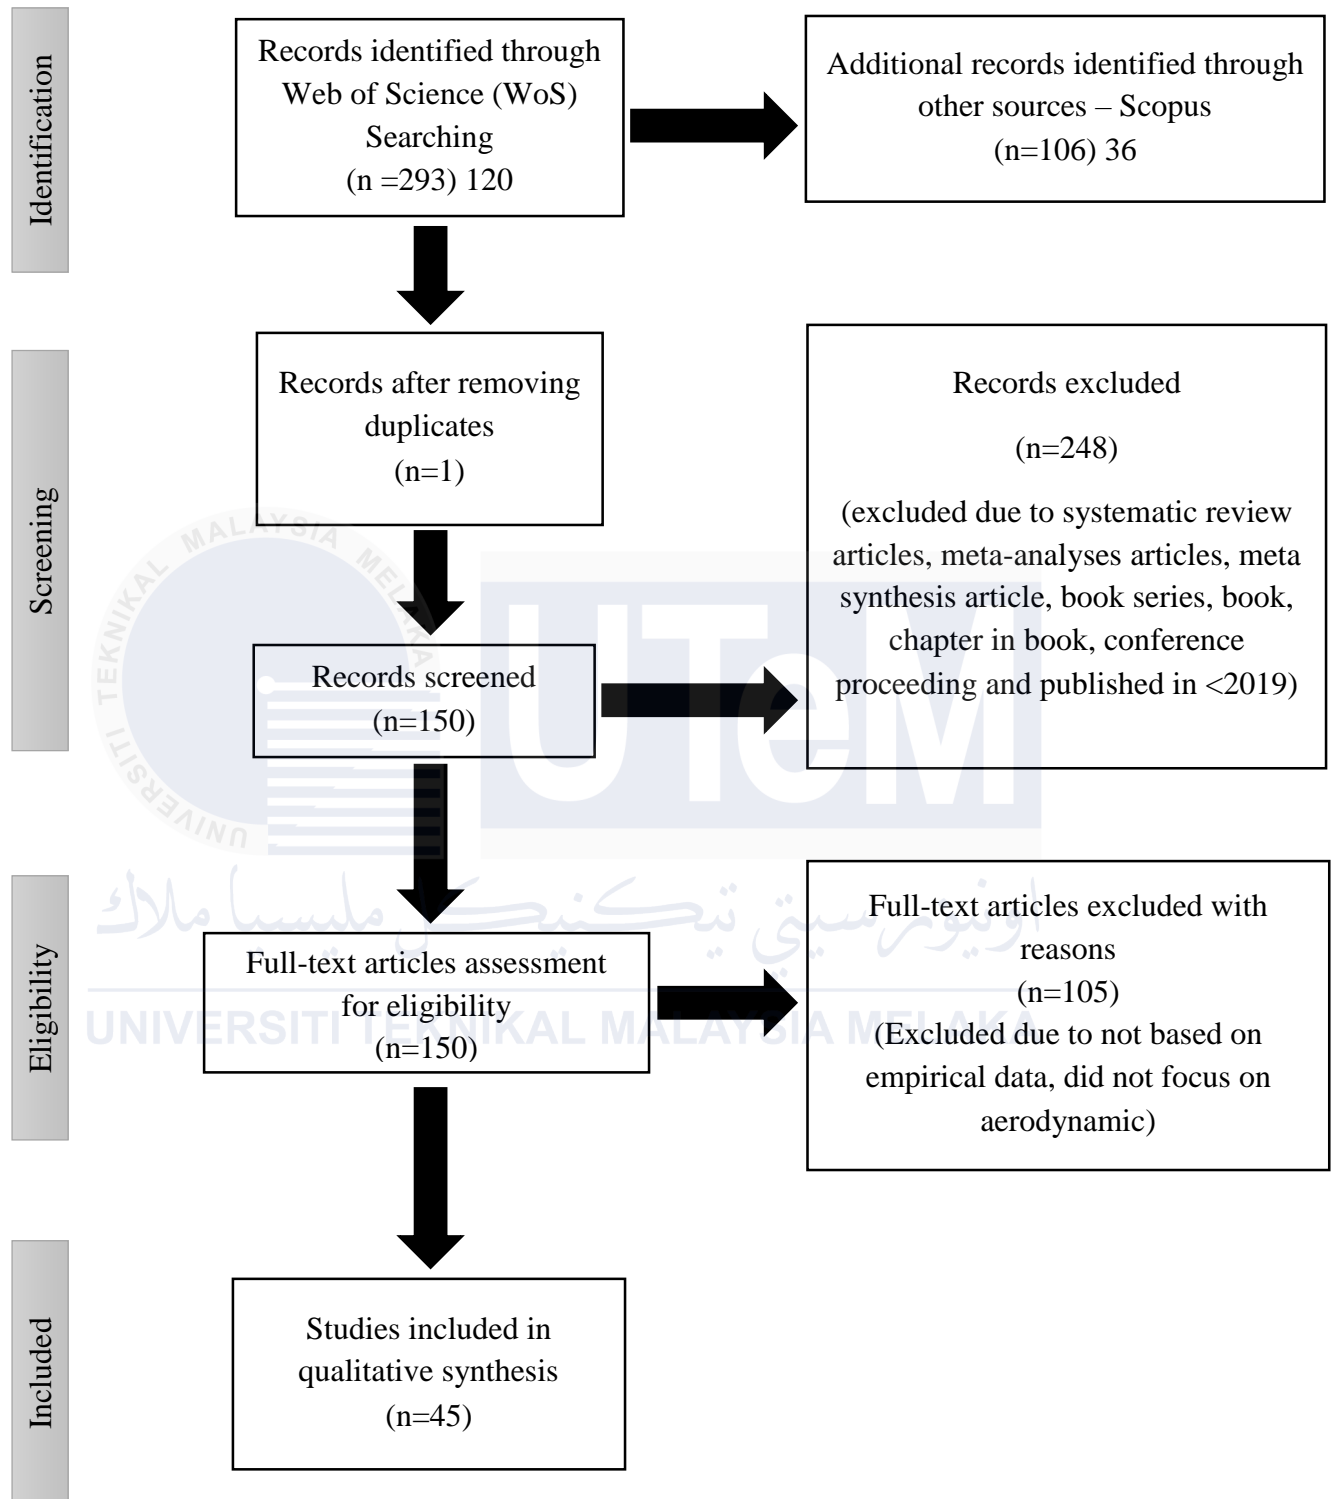 Identification
Records identified through
Web of Science (WoS)
Searching
(n =293) 120
Additional records identified through
other sources – Scopus
(n=106) 36
Screening
Records after removing
duplicates
(n=1)
Records screened
(n=150)
Records excluded
(n=248)
(excluded due to systematic review
articles, meta-analyses articles, meta
synthesis article, book series, book,
chapter in book, conference
proceeding and published in <2019)
UNIVERSITI TEKNIKAL MALAYSIA MELAKA
UTeM
اونيۏرسيتي تيكنيكل مليسيا ملاك
UNIVERSITI TEKNIKAL MALAYSIA MELAKA
Eligibility
Full-text articles assessment
for eligibility
(n=150)
Full-text articles excluded with
reasons
(n=105)
(Excluded due to not based on
empirical data, did not focus on
aerodynamic)
Included
Studies included in
qualitative synthesis
(n=45)